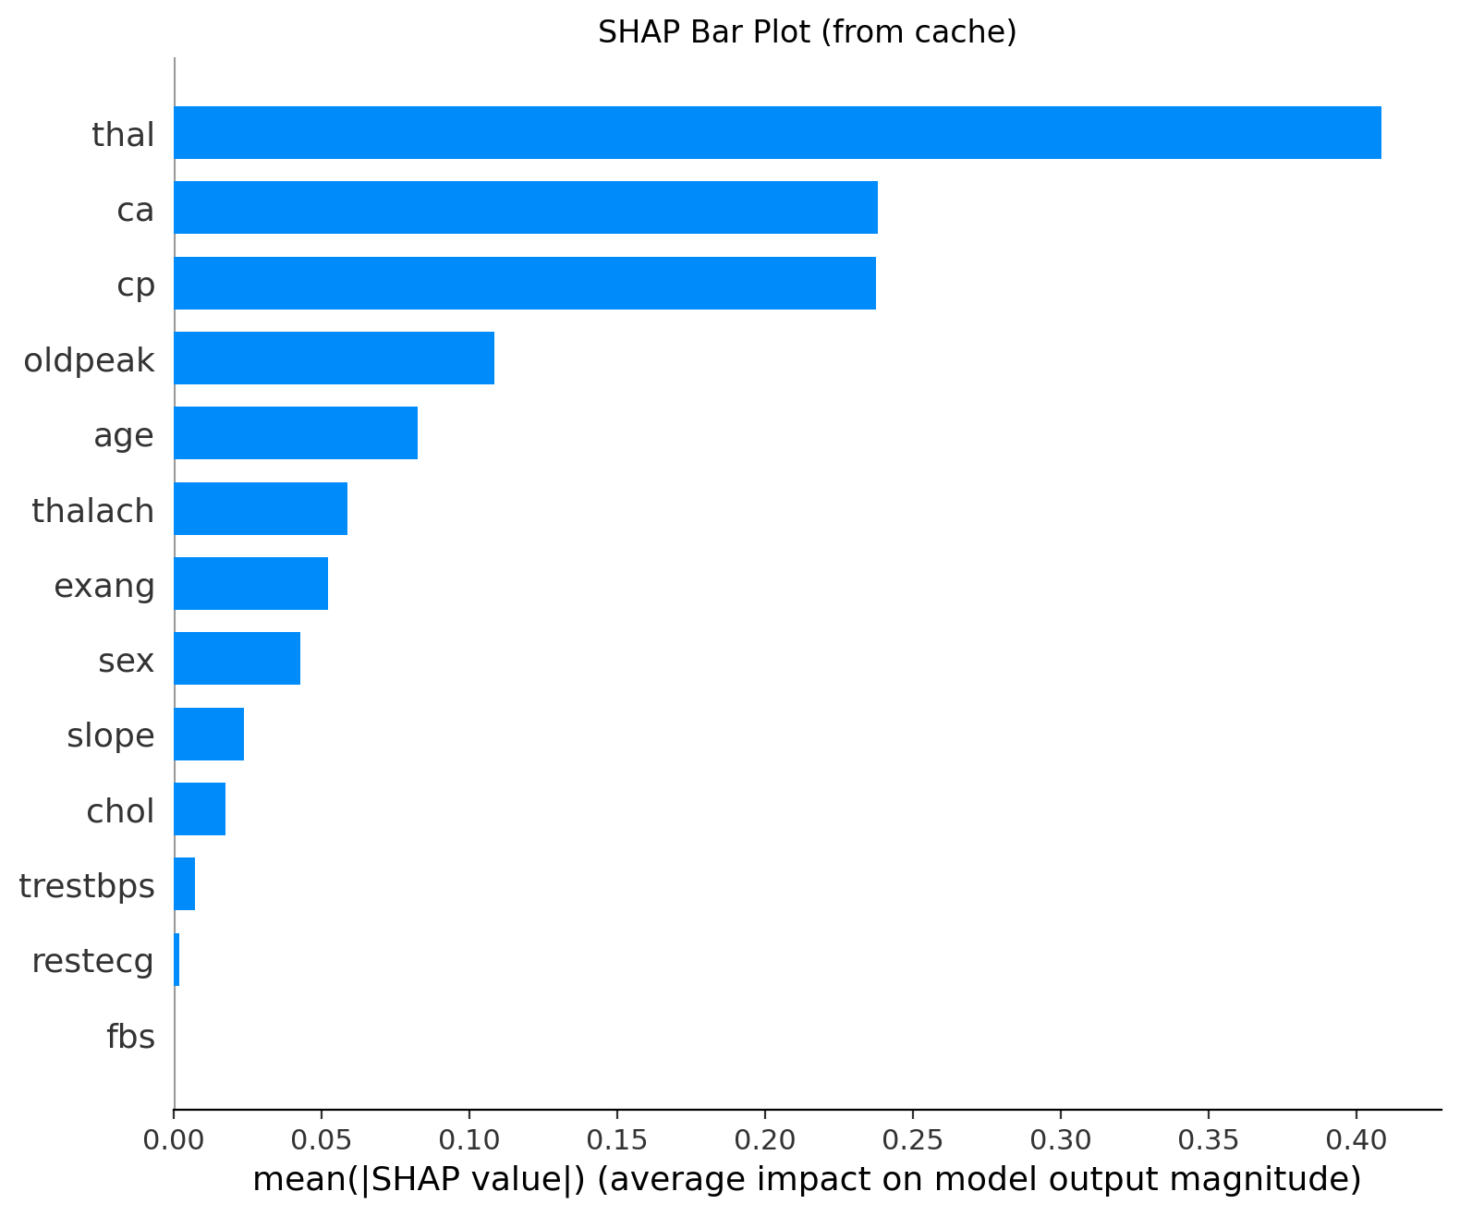 SHAP Bar Plot (from cache)
thal
ca
cp
oldpeak
age
thalach
exang
sex
slope
chol
trestbps
restecg
fbs
0.00 0.05 0.10 0.15 0.20 0.25 0.30 0.35 0.40
mean(|SHAP value|) (average impact on model output magnitude)